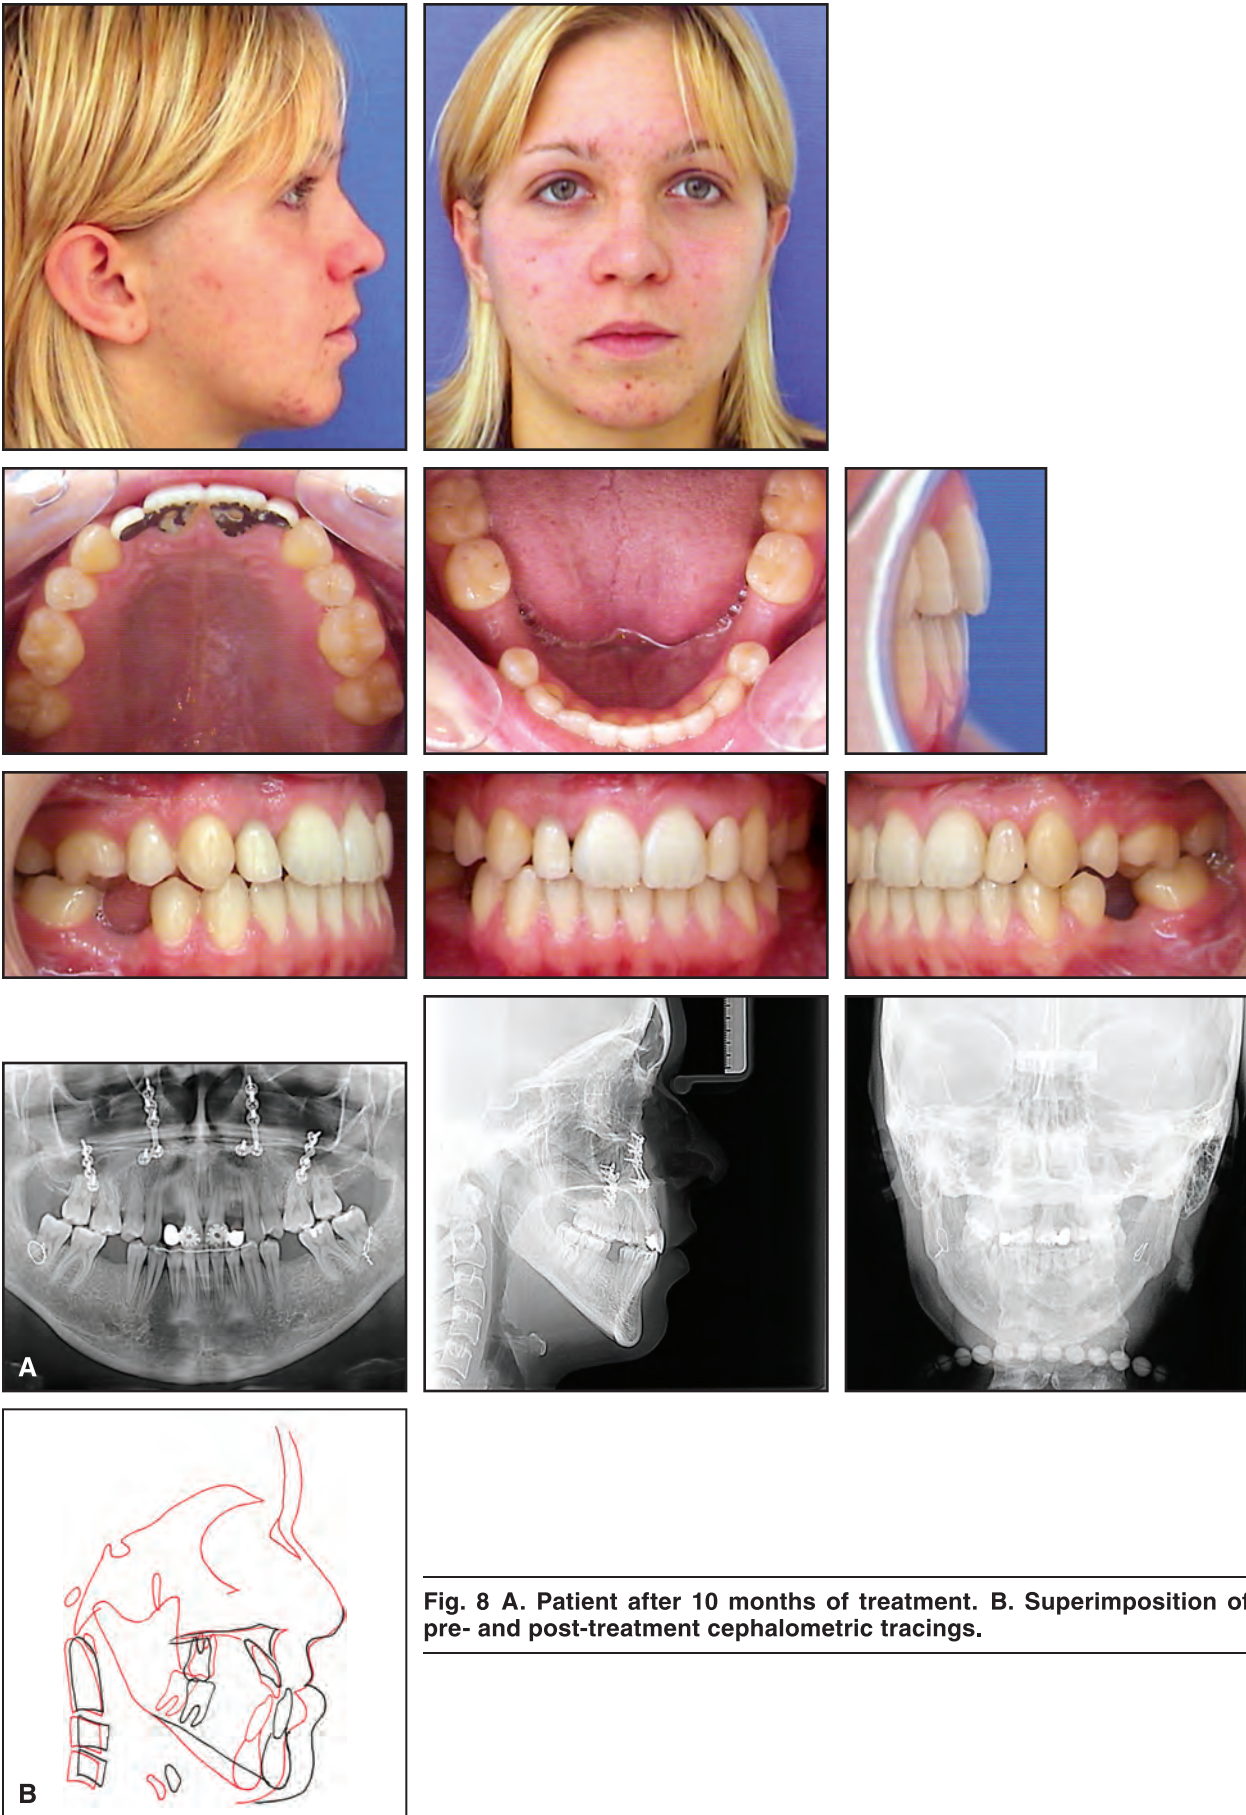 A
B
Fig. 8 A. Patient after 10 months of treatment. B. Superimposition of
pre- and post-treatment cephalometric tracings.